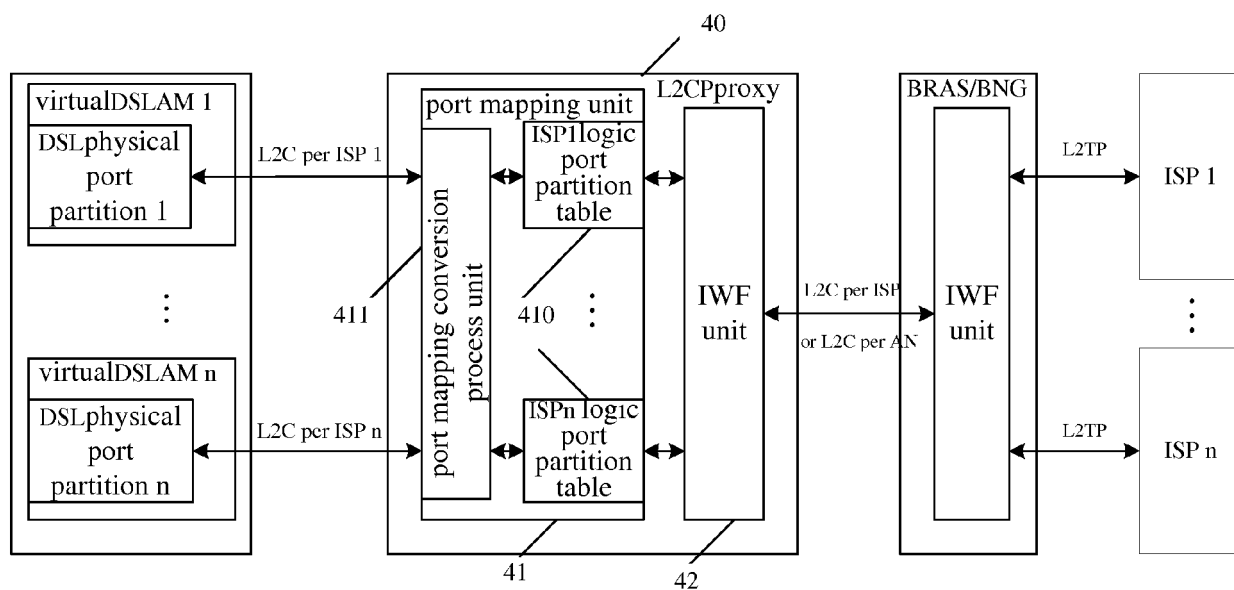 40
virtualDSLAM 1
DSLphysical
port
partition 1
L2C per ISP 1
port mapping unit
ISP1logic
port
partition
table
L2CPproxy
BRAS/BNG
L2TP
ISP 1
411
410
port mapping conversion
process unit
IWF
unit
L2C per ISP
or L2C per AN
IWF
unit
virtualDSLAM n
DSLphysical
port
partition n
L2C per ISP n
ISPn logic
port
partition
table
L2TP
ISP n
41
42